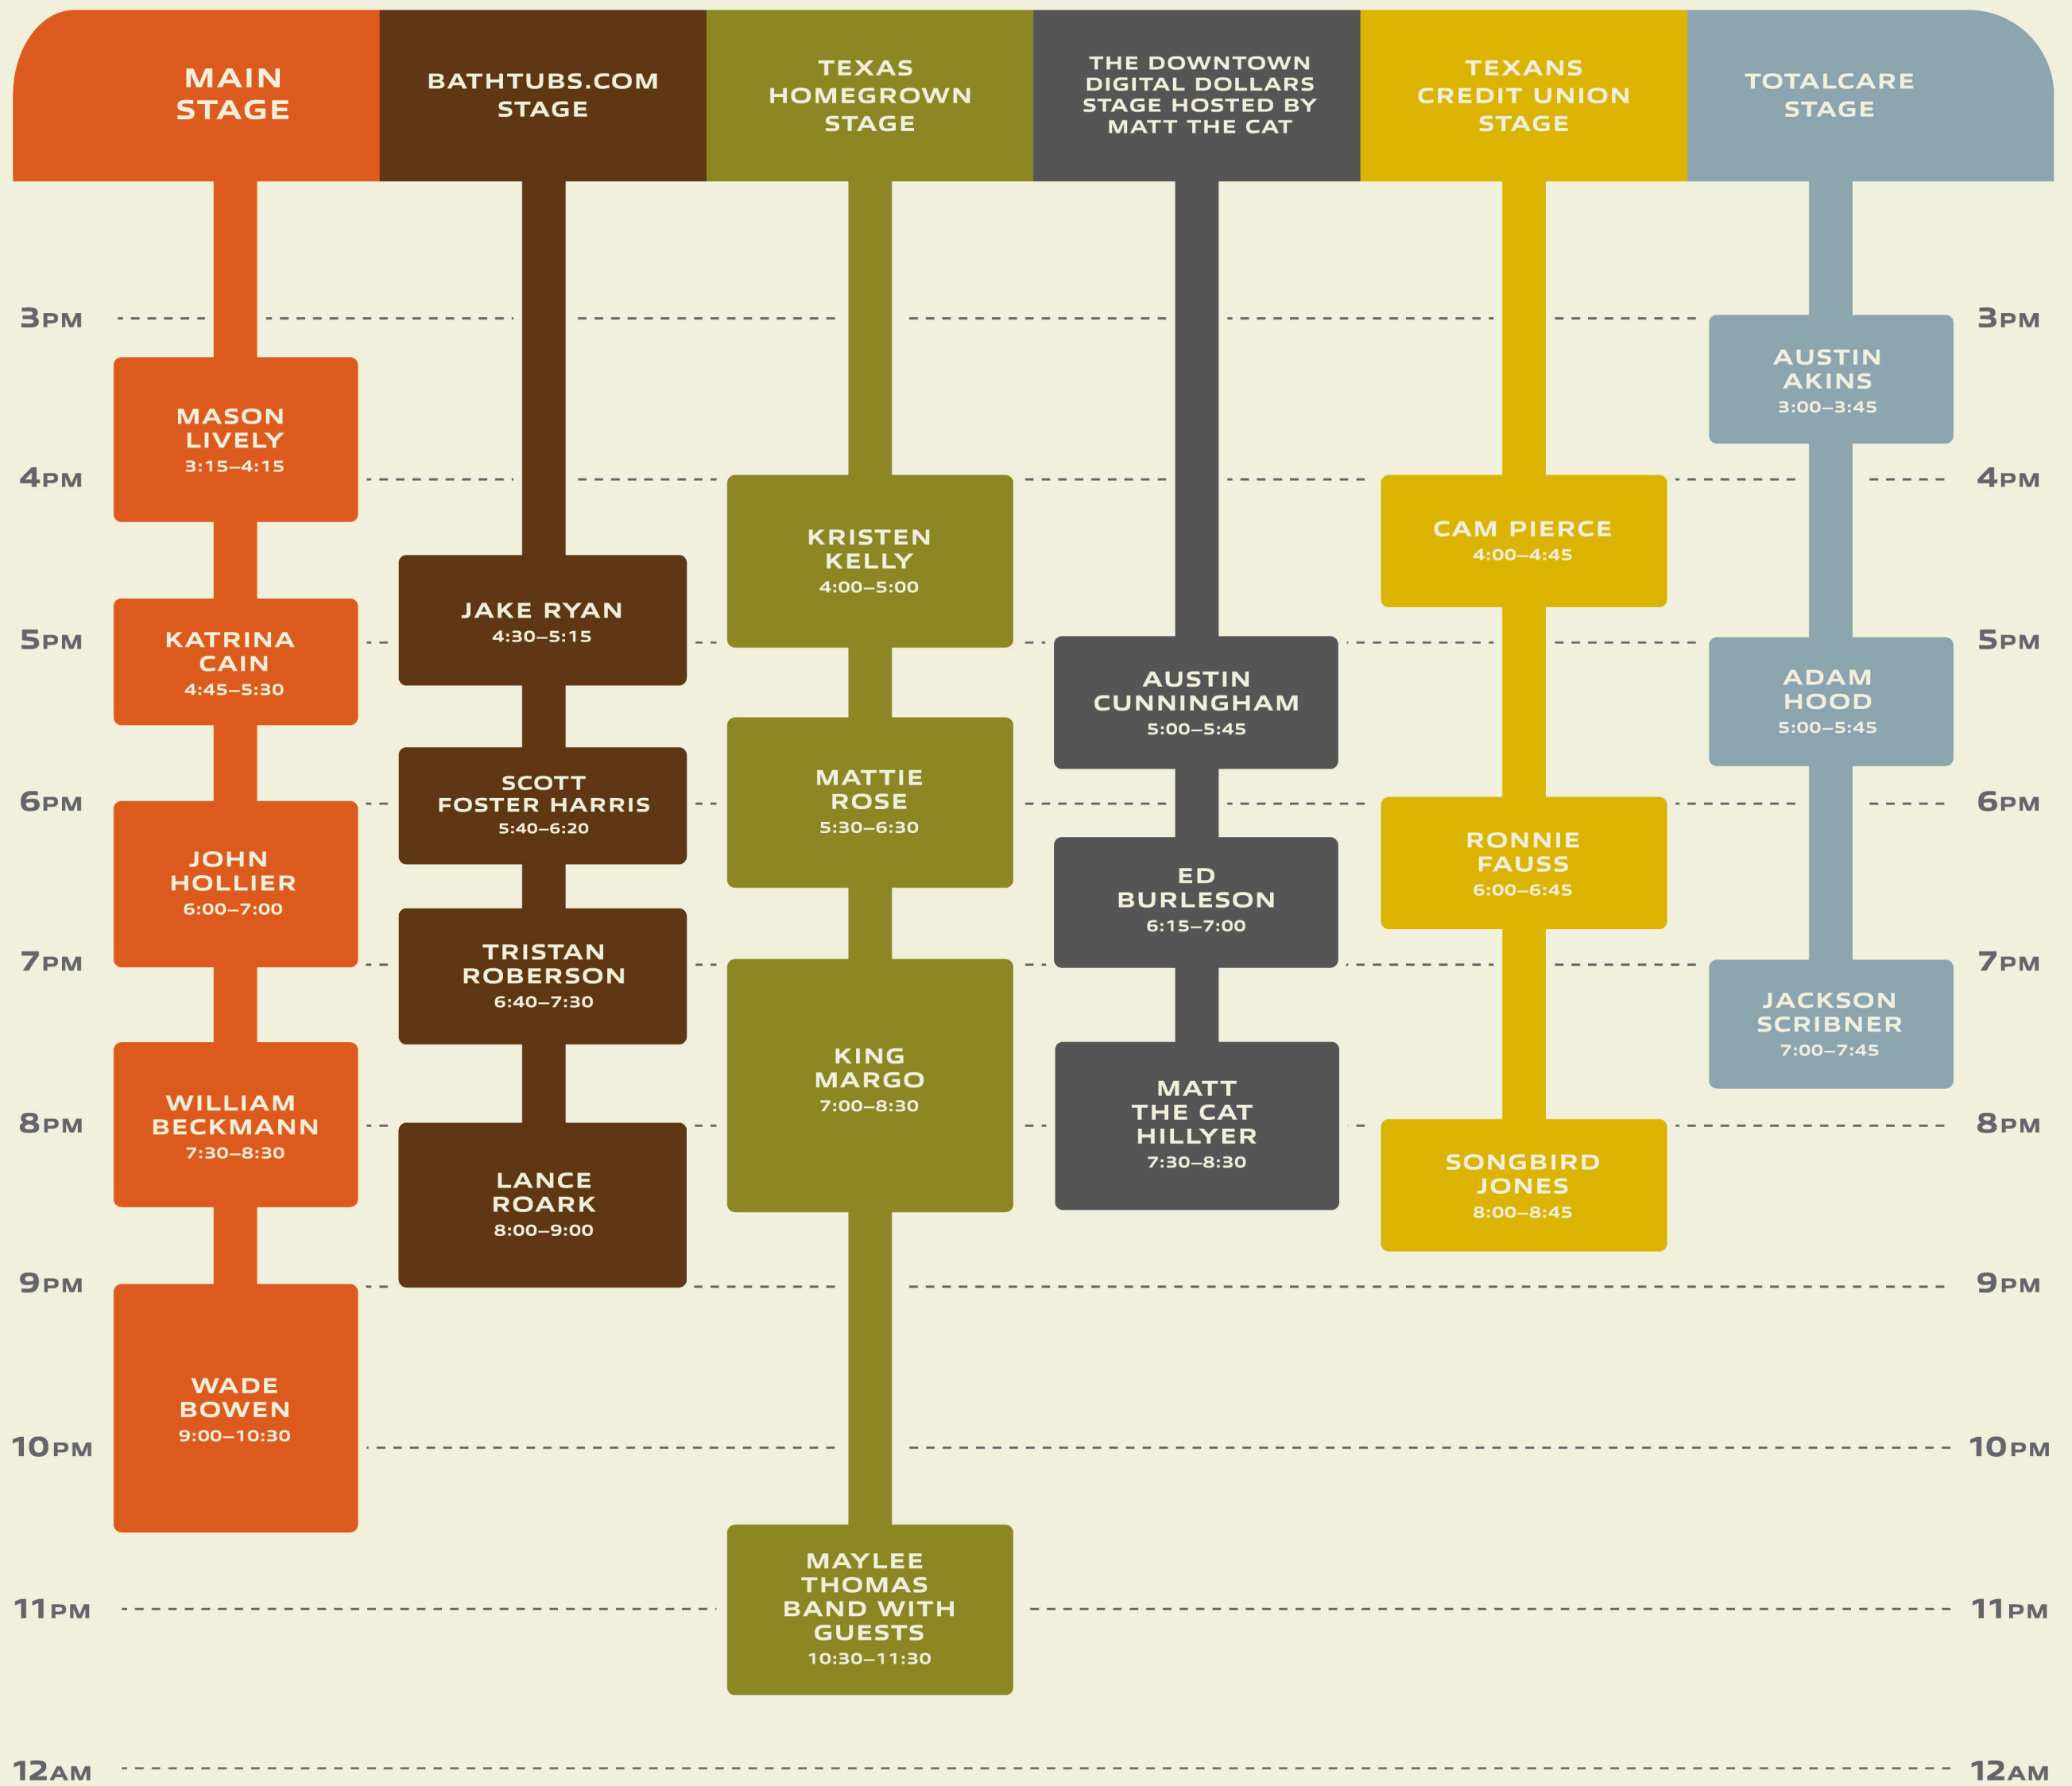 MAIN
STAGE
BATHTUBS.COM
STAGE
TEXAS
HOMEGROWN
STAGE
THE DOWNTOWN
DIGITAL DOLLARS
STAGE HOSTED BY
MATT THE CAT
TEXANS
CREDIT UNION
STAGE
TOTALCARE
STAGE
3PM
4PM
5PM
6PM
7PM
8PM
9PM
10PM
11PM
12AM
MASON
LIVELY
3:15–4:15
KATRINA
CAIN
4:45–5:30
JOHN
HOLLIER
6:00–7:00
WILLIAM
BECKMANN
7:30–8:30
WADE
BOWEN
9:00–10:30
JAKE RYAN
4:30–5:15
SCOTT
FOSTER HARRIS
5:40–6:20
TRISTAN
ROBERSON
6:40–7:30
LANCE
ROARK
8:00–9:00
KRISTEN
KELLY
4:00–5:00
MATTIE
ROSE
5:30–6:30
KING
MARGO
7:00–8:30
MAYLEE
THOMAS
BAND WITH
GUESTS
10:30–11:30
AUSTIN
CUNNINGHAM
5:00–5:45
ED
BURLESON
6:15–7:00
MATT
THE CAT
HILLYER
7:30–8:30
CAM PIERCE
4:00–4:45
RONNIE
FAUSS
6:00–6:45
SONGBIRD
JONES
8:00–8:45
AUSTIN
AKINS
3:00–3:45
ADAM
HOOD
5:00–5:45
JACKSON
SCRIBNER
7:00–7:45
3PM
4PM
5PM
6PM
7PM
8PM
9PM
10PM
11PM
12AM